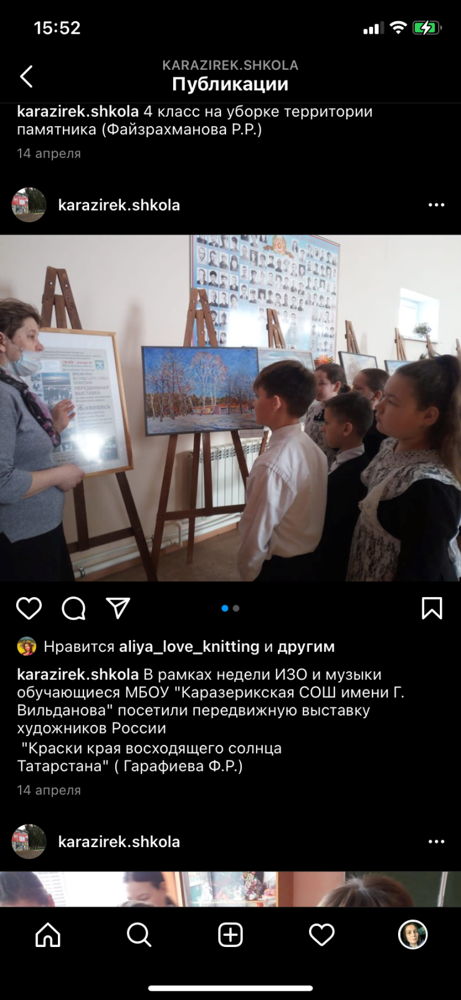 15:52
KARAZIREK.SHKOLA
Публикации
karazirek.shkola 4 класс на уборке территории
памятника (Файзрахманова Р.Р.)
14 апреля
karazirek.shkola
30 лет
ПЕРЕДВИЖНАЯ
ВЫСТАВКА
Живопись
Нравится aliya_love_knitting и другим
karazirek.shkola В рамках недели ИЗО и музыки
обучающиеся МБОУ "Каразерикская СОШ имени Г.
Вильданова" посетили передвижную выставку
художников России
"Краски края восходящего солнца
Татарстана" ( Гарафиева Ф.Р.)
14 апреля
karazirek.shkola